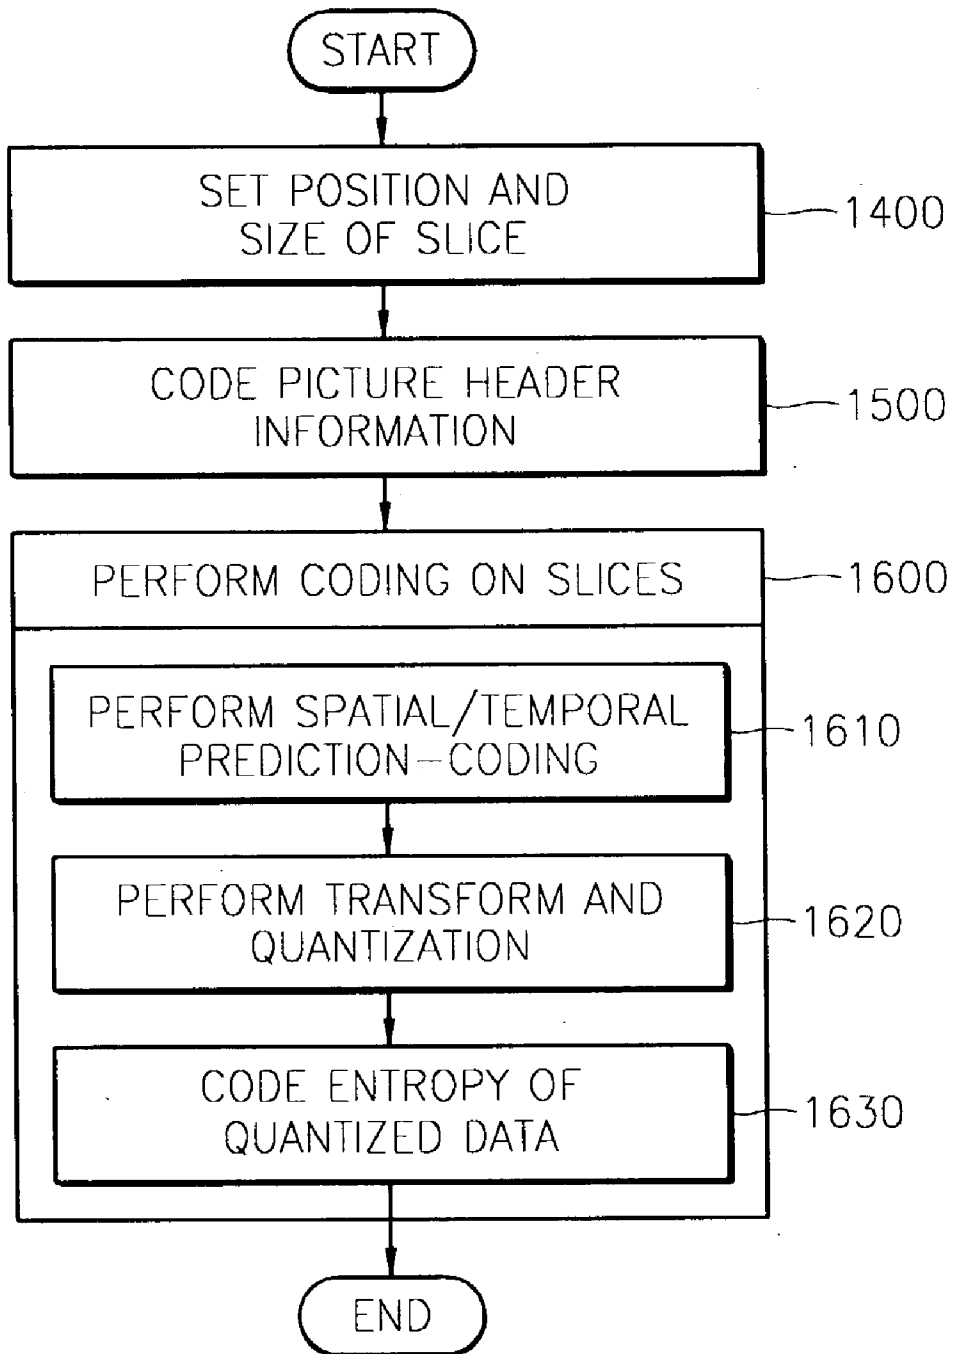 START
SET POSITION AND
SIZE OF SLICE
1400
CODE PICTURE HEADER
INFORMATION
1500
PERFORM CODING ON SLICES
1600
PERFORM SPATIAL/TEMPORAL
PREDICTION-CODING
1610
PERFORM TRANSFORM AND
QUANTIZATION
1620
CODE ENTROPY OF
QUANTIZED DATA
1630
END